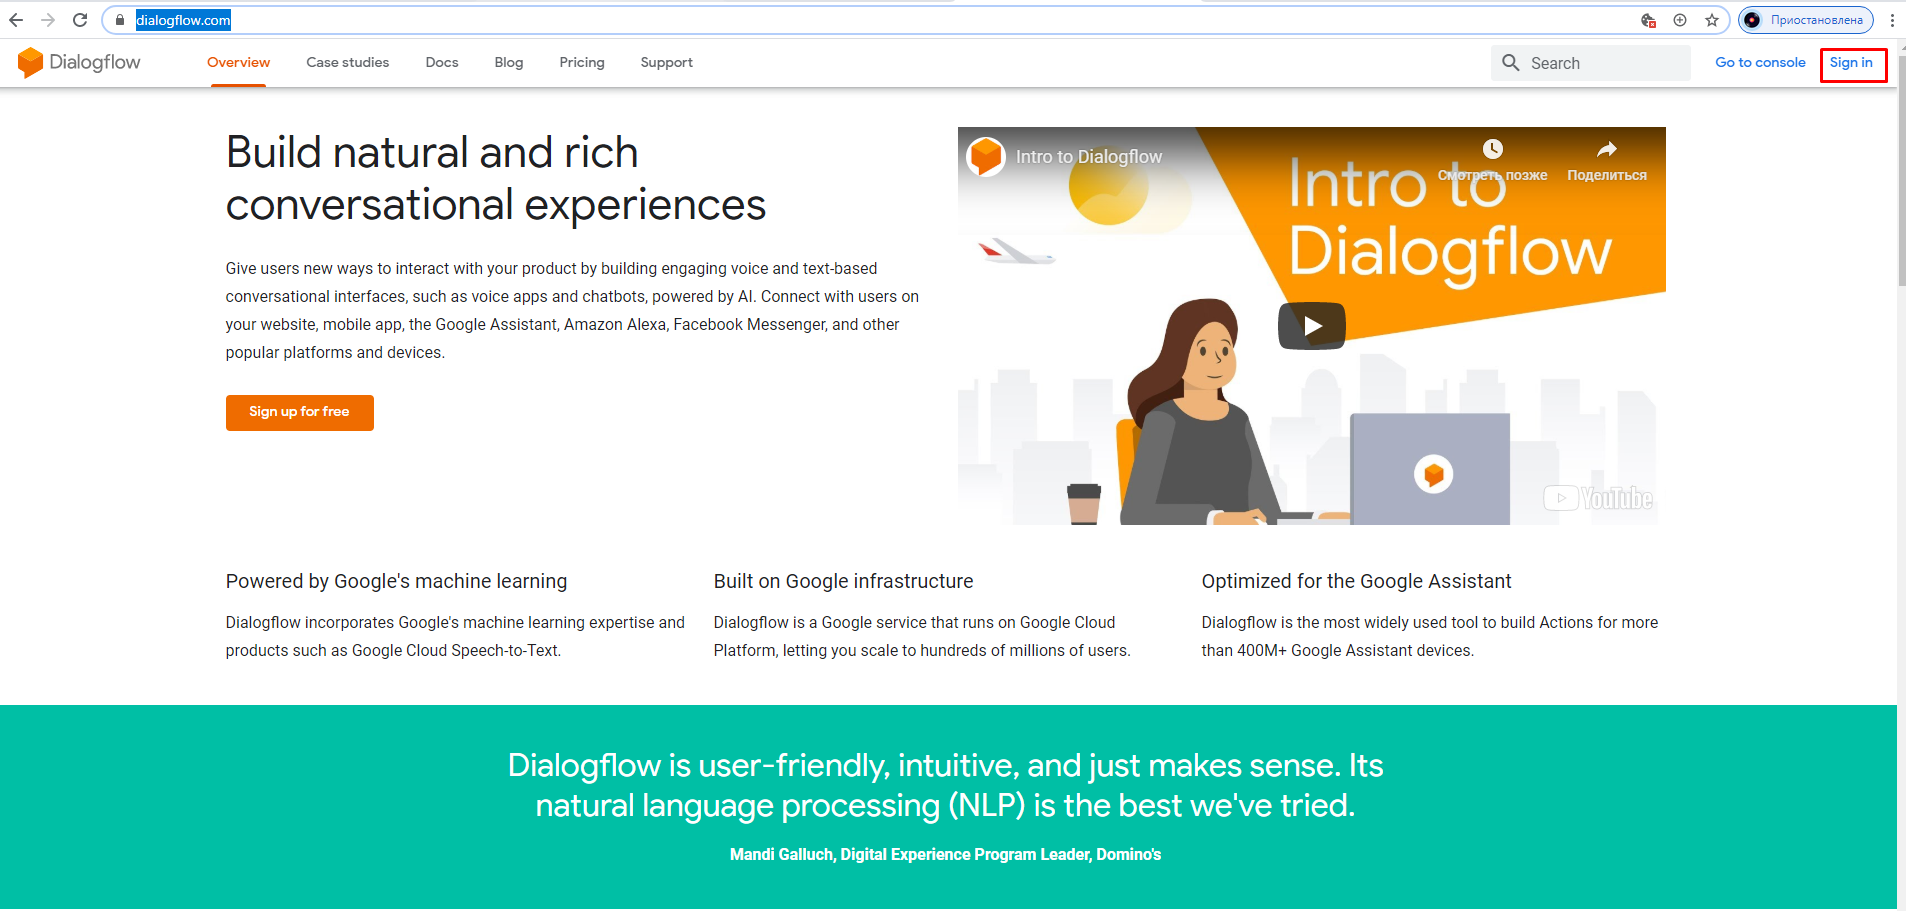 dialogflow.com
Приостановлена
Dialogflow
Overview
Case studies
Docs
Blog
Pricing
Support
Search
Go to console
Sign in
Build natural and rich
conversational experiences
Give users new ways to interact with your product by building engaging voice and text-based
conversational interfaces, such as voice apps and chatbots, powered by AI. Connect with users on
your website, mobile app, the Google Assistant, Amazon Alexa, Facebook Messenger, and other
popular platforms and devices.
Sign up for free
Intro to Dialogflow
Смотреть позже
Поделиться
Intro to
Dialogflow
YouTube
Powered by Google's machine learning
Dialogflow incorporates Google's machine learning expertise and
products such as Google Cloud Speech-to-Text.
Built on Google infrastructure
Dialogflow is a Google service that runs on Google Cloud
Platform, letting you scale to hundreds of millions of users.
Optimized for the Google Assistant
Dialogflow is the most widely used tool to build Actions for more
than 400M+ Google Assistant devices.
Dialogflow is user-friendly, intuitive, and just makes sense. Its
natural language processing (NLP) is the best we've tried.
Mandi Galluch, Digital Experience Program Leader, Domino's